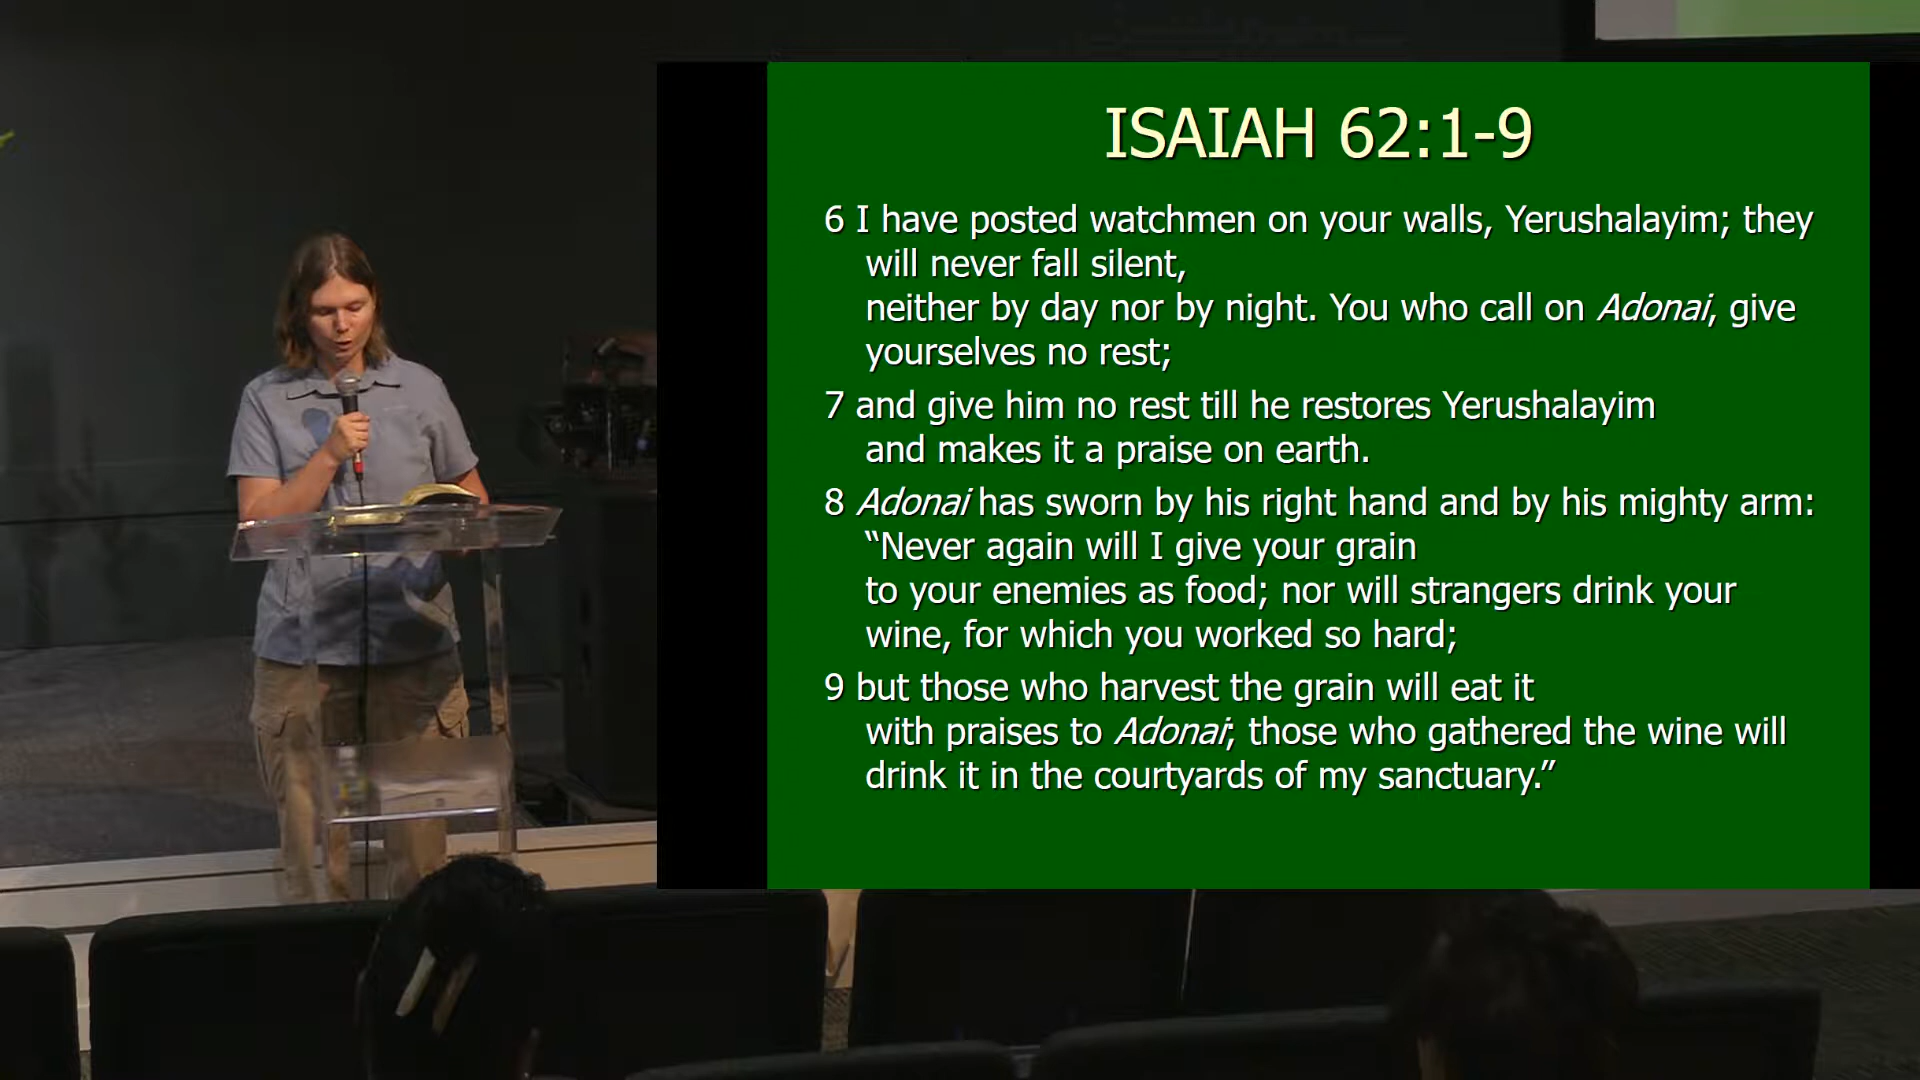 ISAIAH 62:1-9
6 I have posted watchmen on your walls, Yerushalayim; they
will never fall silent,
neither by day nor by night. You who call on Adonai, give
yourselves no rest;
7 and give him no rest till he restores Yerushalayim
and makes it a praise on earth.
8 Adonai has sworn by his right hand and by his mighty arm:
“Never again will I give your grain
to your enemies as food; nor will strangers drink your
wine, for which you worked so hard;
9 but those who harvest the grain will eat it
with praises to Adonai; those who gathered the wine will
drink it in the courtyards of my sanctuary.”